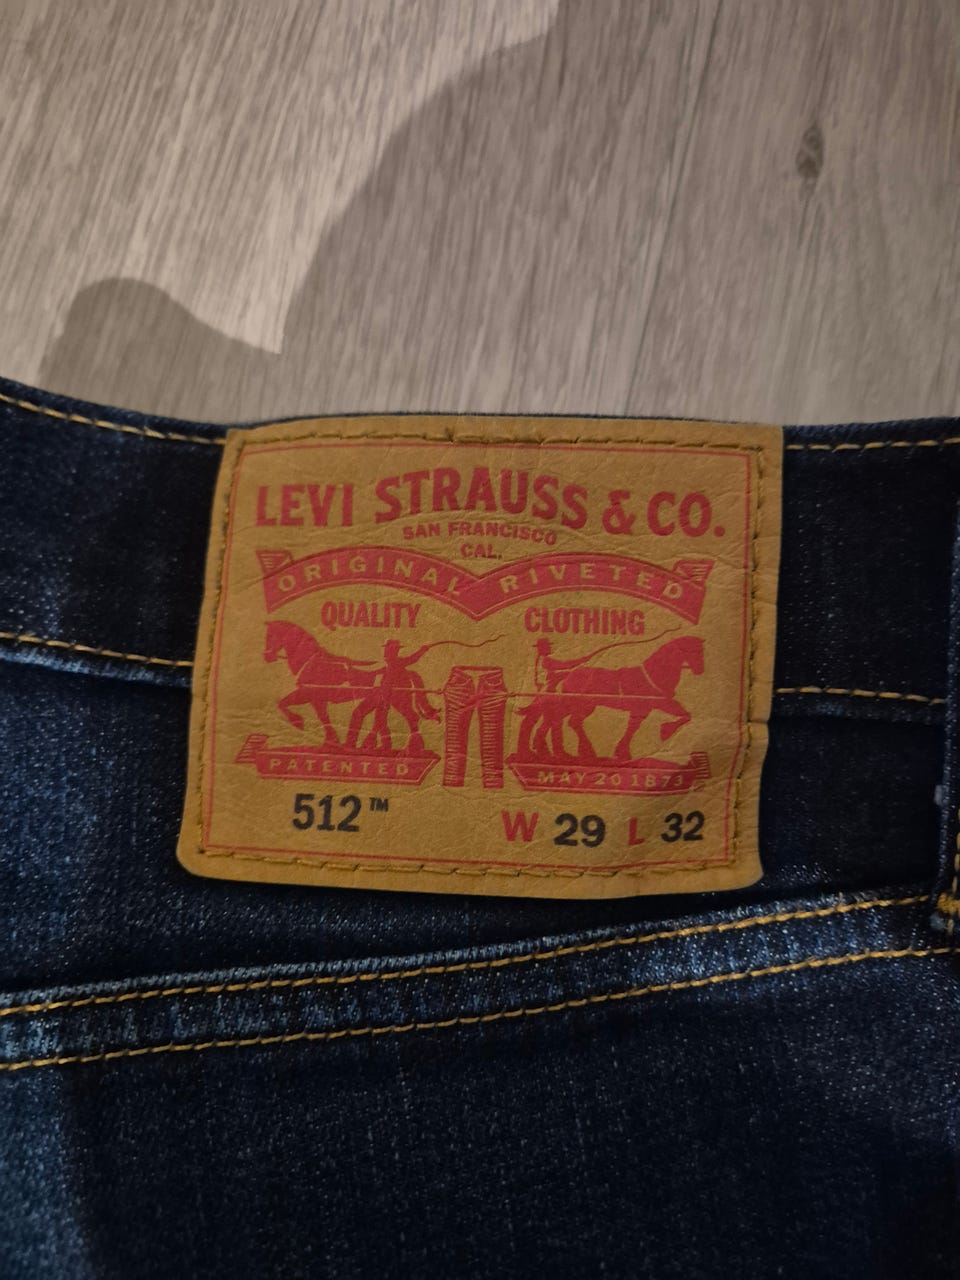 LEVI STRAUSS & CO.
SAN FRANCISCO
CAL.
ORIGINAL RIVETED
QUALITY CLOTHING
PATENTED MAY 20 1873
512™ W 29 L 32